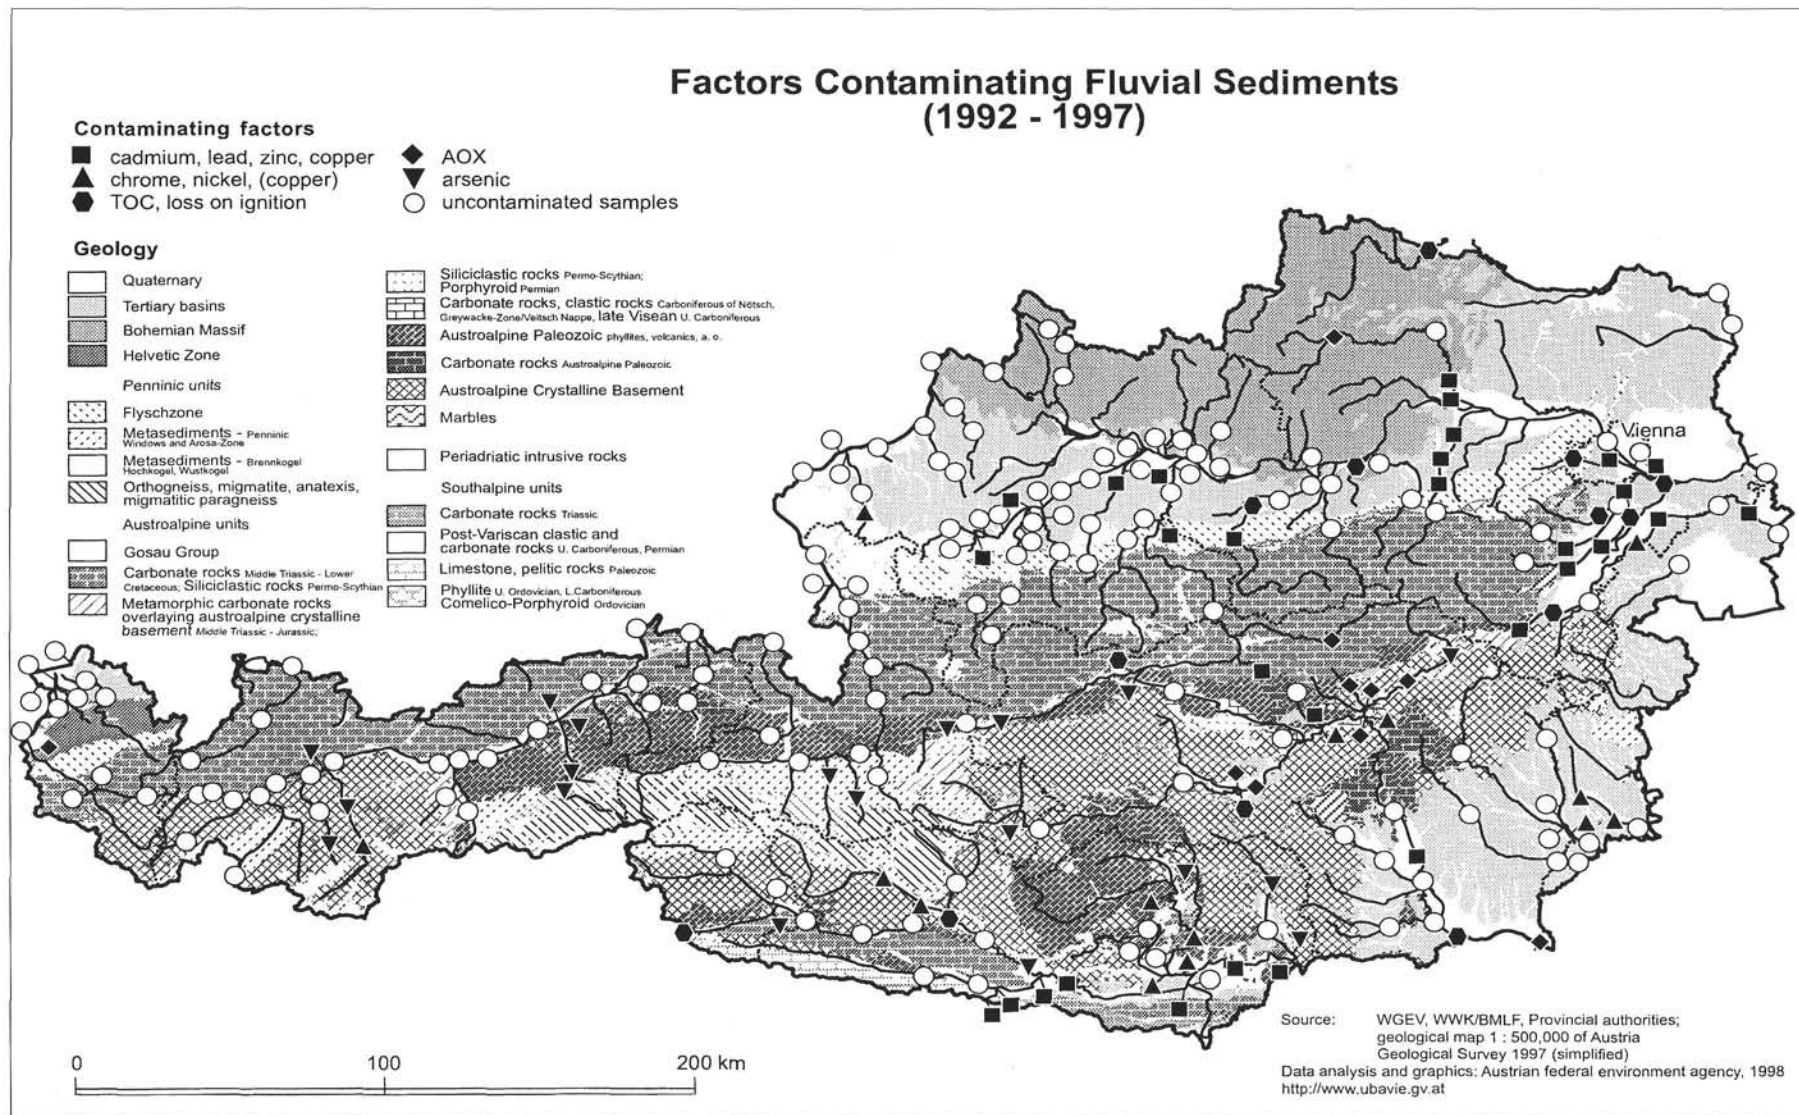 Factors Contaminating Fluvial Sediments
(1992 - 1997)
Contaminating factors
cadmium, lead, zinc, copper
chrome, nickel, (copper)
TOC, loss on ignition
AOX
arsenic
uncontaminated samples
Geology
Quaternary
Tertiary basins
Bohemian Massif
Helvetic Zone
Penninic units
Flyschzone
Metasediments - Penninic
Windows and Arosa-Zone
Metasediments - Brennkogel
Hochkogel, Wustkogel
Orthogneiss, migmatite, anatexis,
migmatitic paragneiss
Austroalpine units
Gosau Group
Carbonate rocks Middle Triassic - Lower
Cretaceous; Siliciclastic rocks Permo-Scythian
Metamorphic carbonate rocks
overlaying austroalpine crystalline
basement Middle Triassic - Jurassic;
Siliciclastic rocks Permo-Scythian;
Porphyroid Permian
Carbonate rocks, clastic rocks Carboniferous of Nötsch,
Greywacke-Zone/Veitsch Nappe, late Visean U. Carboniferous
Austroalpine Paleozoic phyllites, volcanics, a. o.
Carbonate rocks Austroalpine Paleozoic
Austroalpine Crystalline Basement
Marbles
Periadriatic intrusive rocks
Southalpine units
Carbonate rocks Triassic
Post-Variscan clastic and
carbonate rocks U. Carboniferous, Permian
Limestone, pelitic rocks Paleozoic
Phyllite U. Ordovician, L.Carboniferous
Comelico-Porphyroid Ordovician
Vienna
0 100 200 km
Source: WGEV, WWK/BMLF, Provincial authorities;
geological map 1 : 500,000 of Austria
Geological Survey 1997 (simplified)
Data analysis and graphics: Austrian federal environment agency, 1998
http://www.ubavie.gv.at